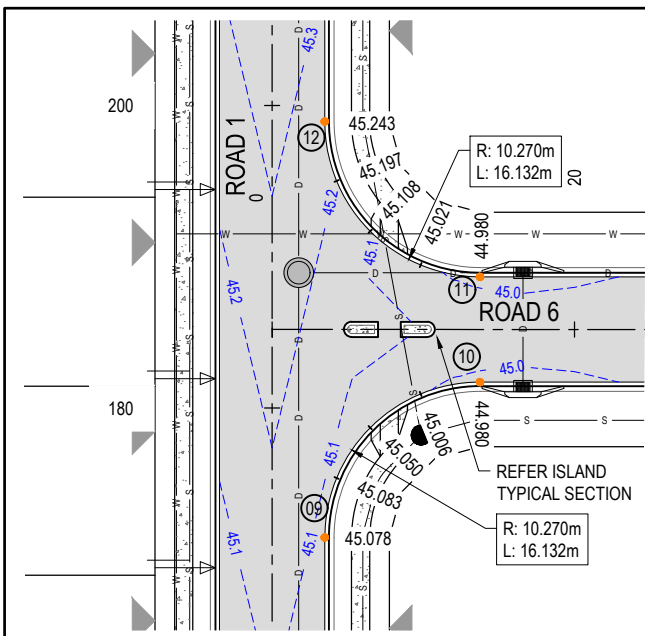 45.3
D
S
W
S
200
ROAD 1
0
12
45.243
45.197
45.108
45.021
44.980
R: 10.270m
L: 16.132m
20
45.2
D
W
W
W
W
W
45.1
S
D
D
11
45.0
ROAD 6
45.2
D
S
D
10
45.0
180
S
W
S
D
45.1
45.006
44.980
S
S
45.050
REFER ISLAND
TYPICAL SECTION
09
45.083
45.078
R: 10.270m
L: 16.132m
45.1
45.1
D
W
S